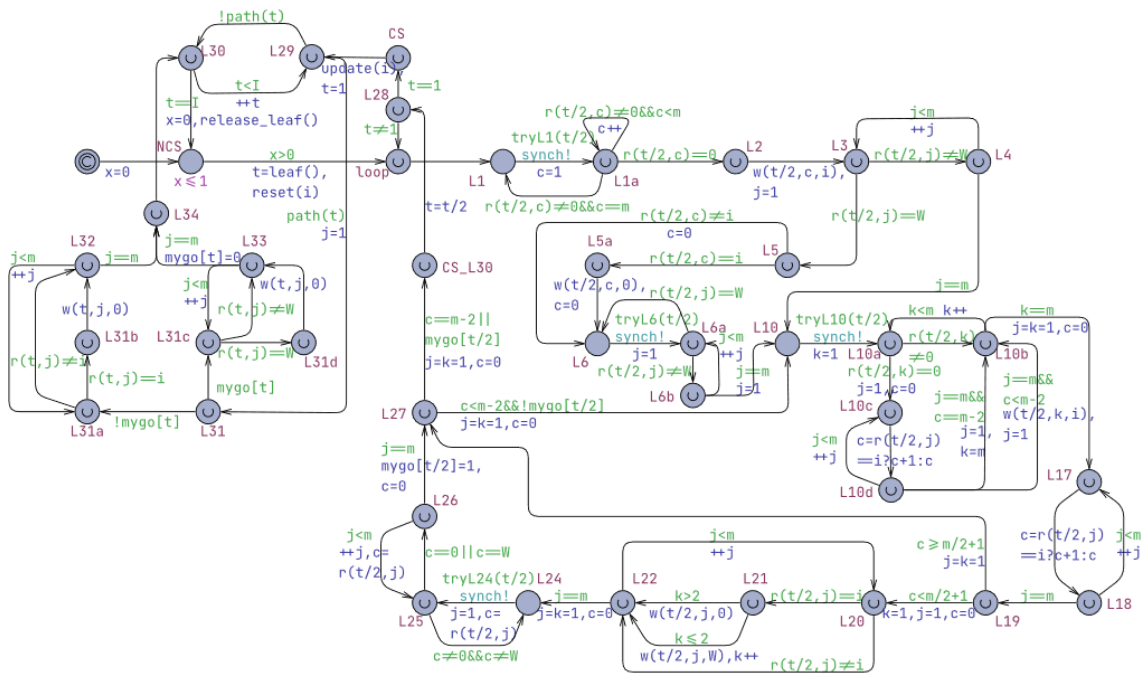 !path(t)
CS
L30
L29
update(i),
t=1
t==1
t<I
++t
L28
t==I
x=0,release_leaf()
t≠1
NCS
x=0
x⩽1
x>0
t=leaf(),
reset(i)
loop
r(t/2,c)≠0&&c<m
c++
tryL1(t/2)
synch!
c=1
L1
L1a
r(t/2,c)≠0&&c==m
r(t/2,c)==0
L2
w(t/2,c,i),
j=1
L3
j<m
++j
r(t/2,j)≠W
L4
L34
path(t)
j=1
t=t/2
r(t/2,c)≠i
c=0
r(t/2,j)==W
L32
j<m
++j
j==m
j==m
mygo[t]=0
L33
w(t,j,0)
j<m
++j
w(t,j,0)
r(t,j)≠W
CS_L30
L5a
r(t/2,c)==i
L5
w(t/2,c,0),
c=0
r(t/2,j)==W
j==m
L31b
L31c
r(t,j)==W
L31d
r(t,j)≠i
r(t,j)==i
c==m-2||
mygo[t/2]
j=k=1,c=0
tryL6(t/2)
synch!
j=1
L6
L6a
r(t/2,j)≠W
j<m
++j
L6b
j==m
j=1
L10
tryL10(t/2)
synch!
k=1
k<m
k++
L10a
r(t/2,k)
≠0
L10b
k==m
j=k=1,c=0
r(t/2,k)==0
j=1,c=0
mygo[t]
L31a
!mygo[t]
L31
L27
c<m-2&&!mygo[t/2]
j=k=1,c=0
L10c
j==m&&
c==m-2
j=1,
k=m
j==m&&
c<m-2
w(t/2,k,i),
j=1
j<m
++j
c=r(t/2,j)
==i?c+1:c
L10d
j==m
mygo[t/2]=1,
c=0
L17
L26
j<m
++j,c=
r(t/2,j)
c==0||c==W
j<m
++j
c⩾m/2+1
j=k=1
c=r(t/2,j)
==i?c+1:c
j<m
++j
tryL24(t/2)
synch!
j=1,c=
r(t/2,j)
L24
L22
L21
j==m
j=k=1,c=0
k>2
w(t/2,j,0)
r(t/2,j)==i
c<m/2+1
k=1,j=1,c=0
j==m
L18
L25
L20
L19
k⩽2
w(t/2,j,W),k++
c≠0&&c≠W
r(t/2,j)≠i